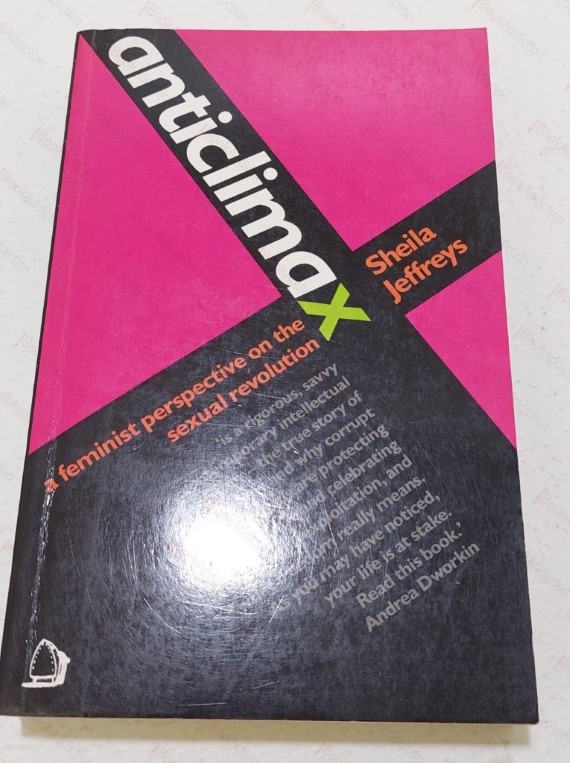 anticlimax
Sheila
Jeffreys
a feminist perspective on the
sexual revolution
is a rigorous, savvy
intellectual
the true story of
why corrupt
are protecting
celebrating
exploitation, and
really means.
you may have noticed,
your life is at stake.
Read this book.'
Andrea Dworkin